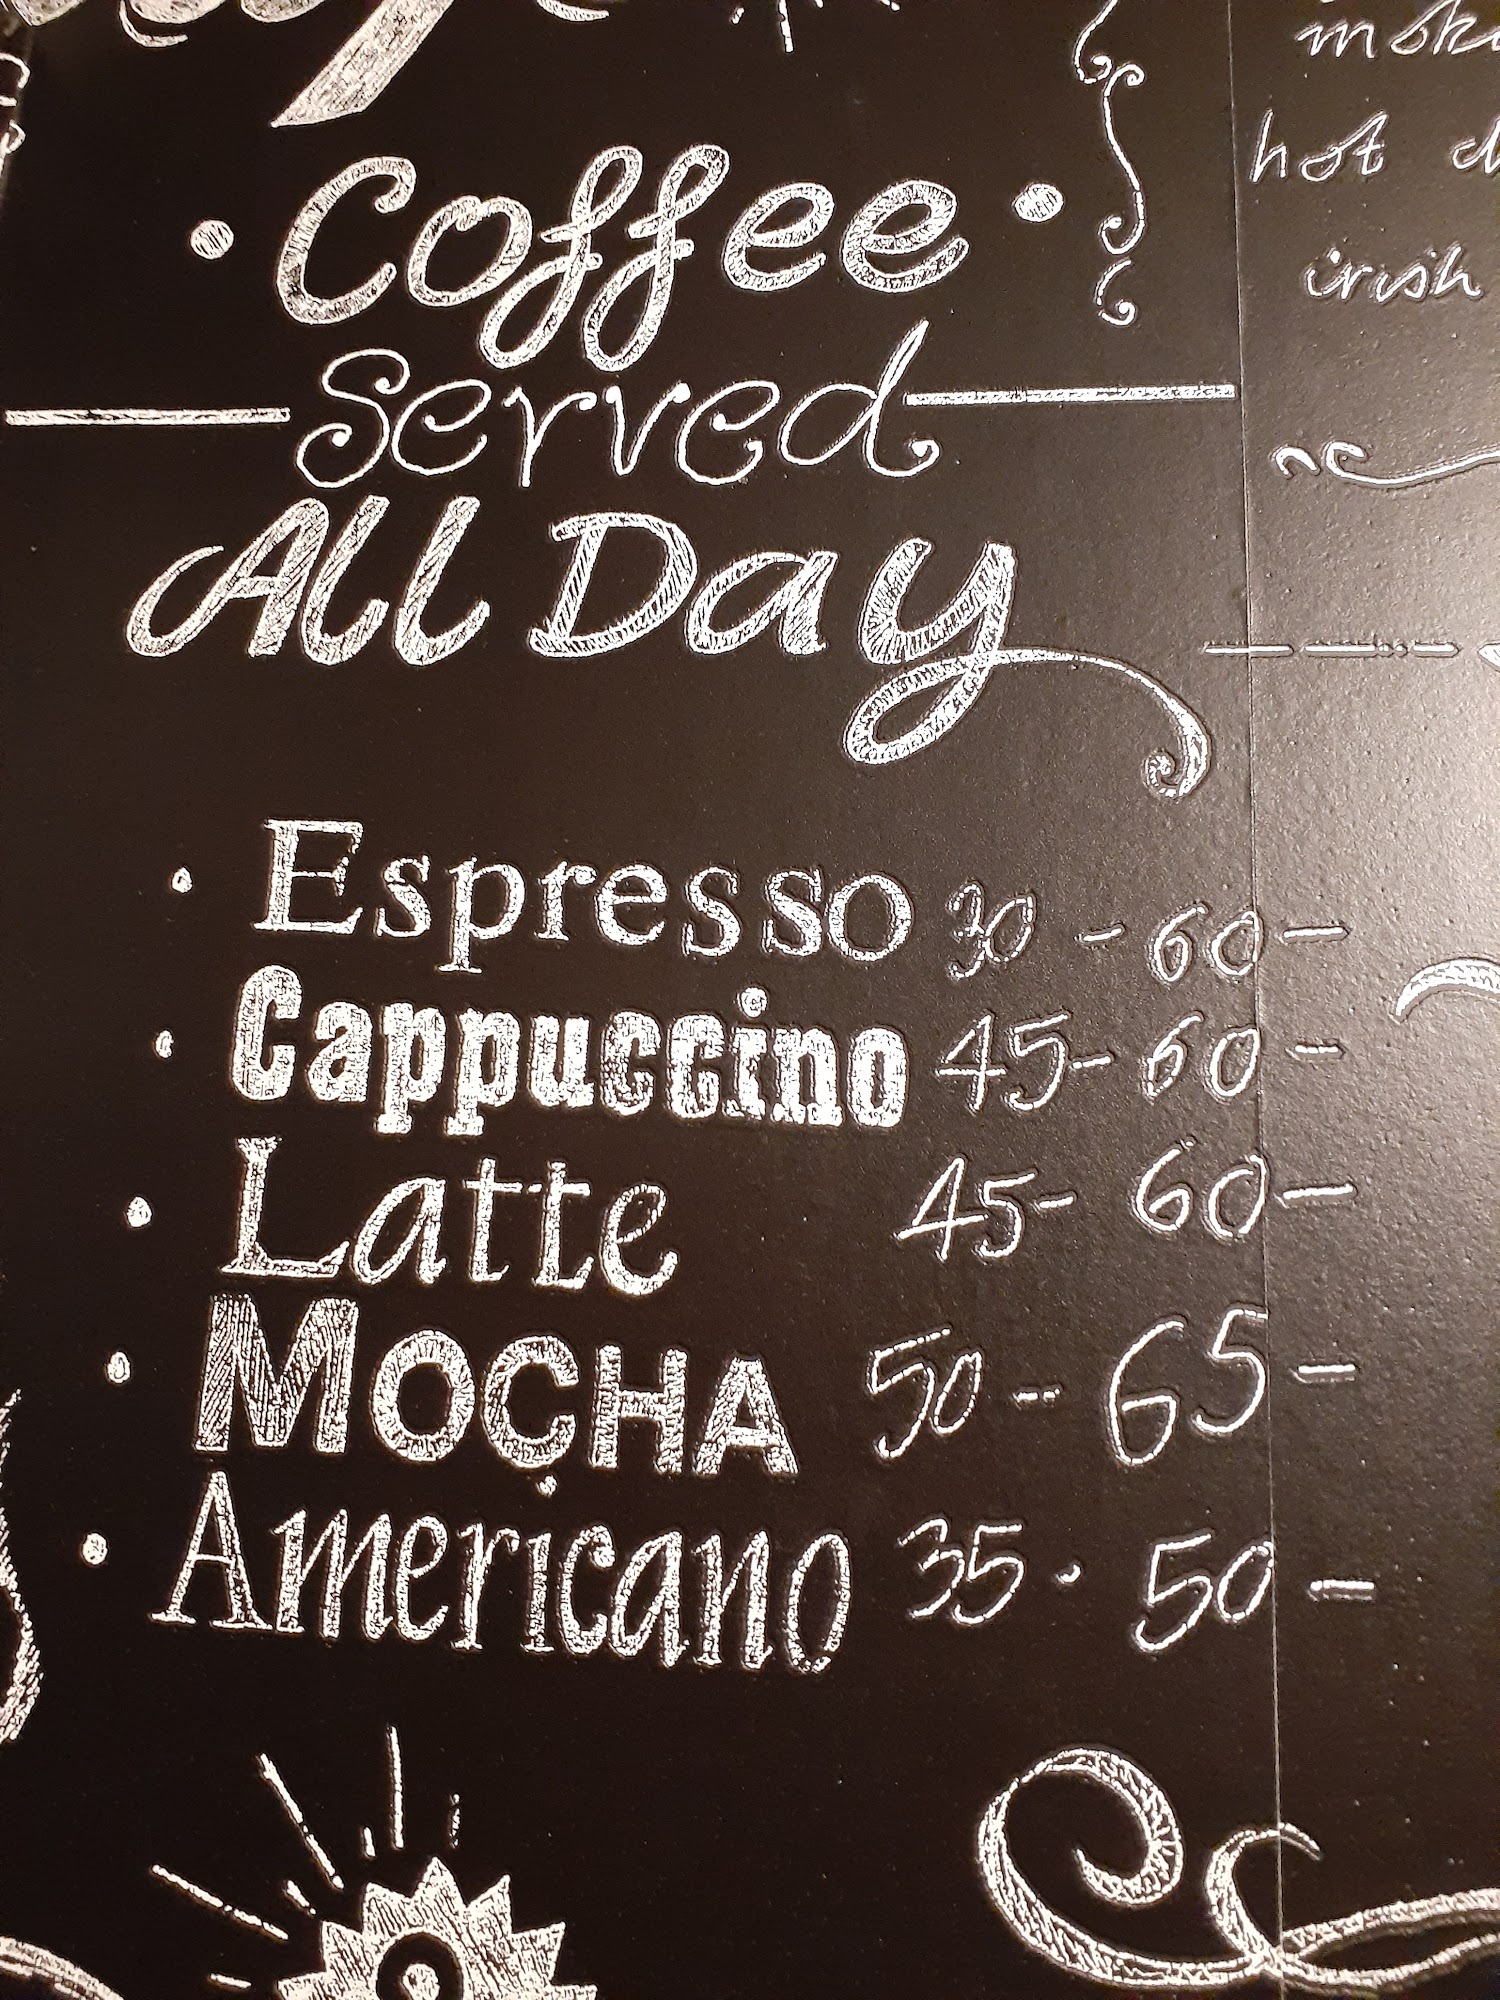 Coffee
Served
All Day
Espresso 30 - 60 -
Cappuccino 45- 60 -
Latte 45- 60 -
MOCHA 50 - 65 -
Americano 35. 50 -
hot
irish